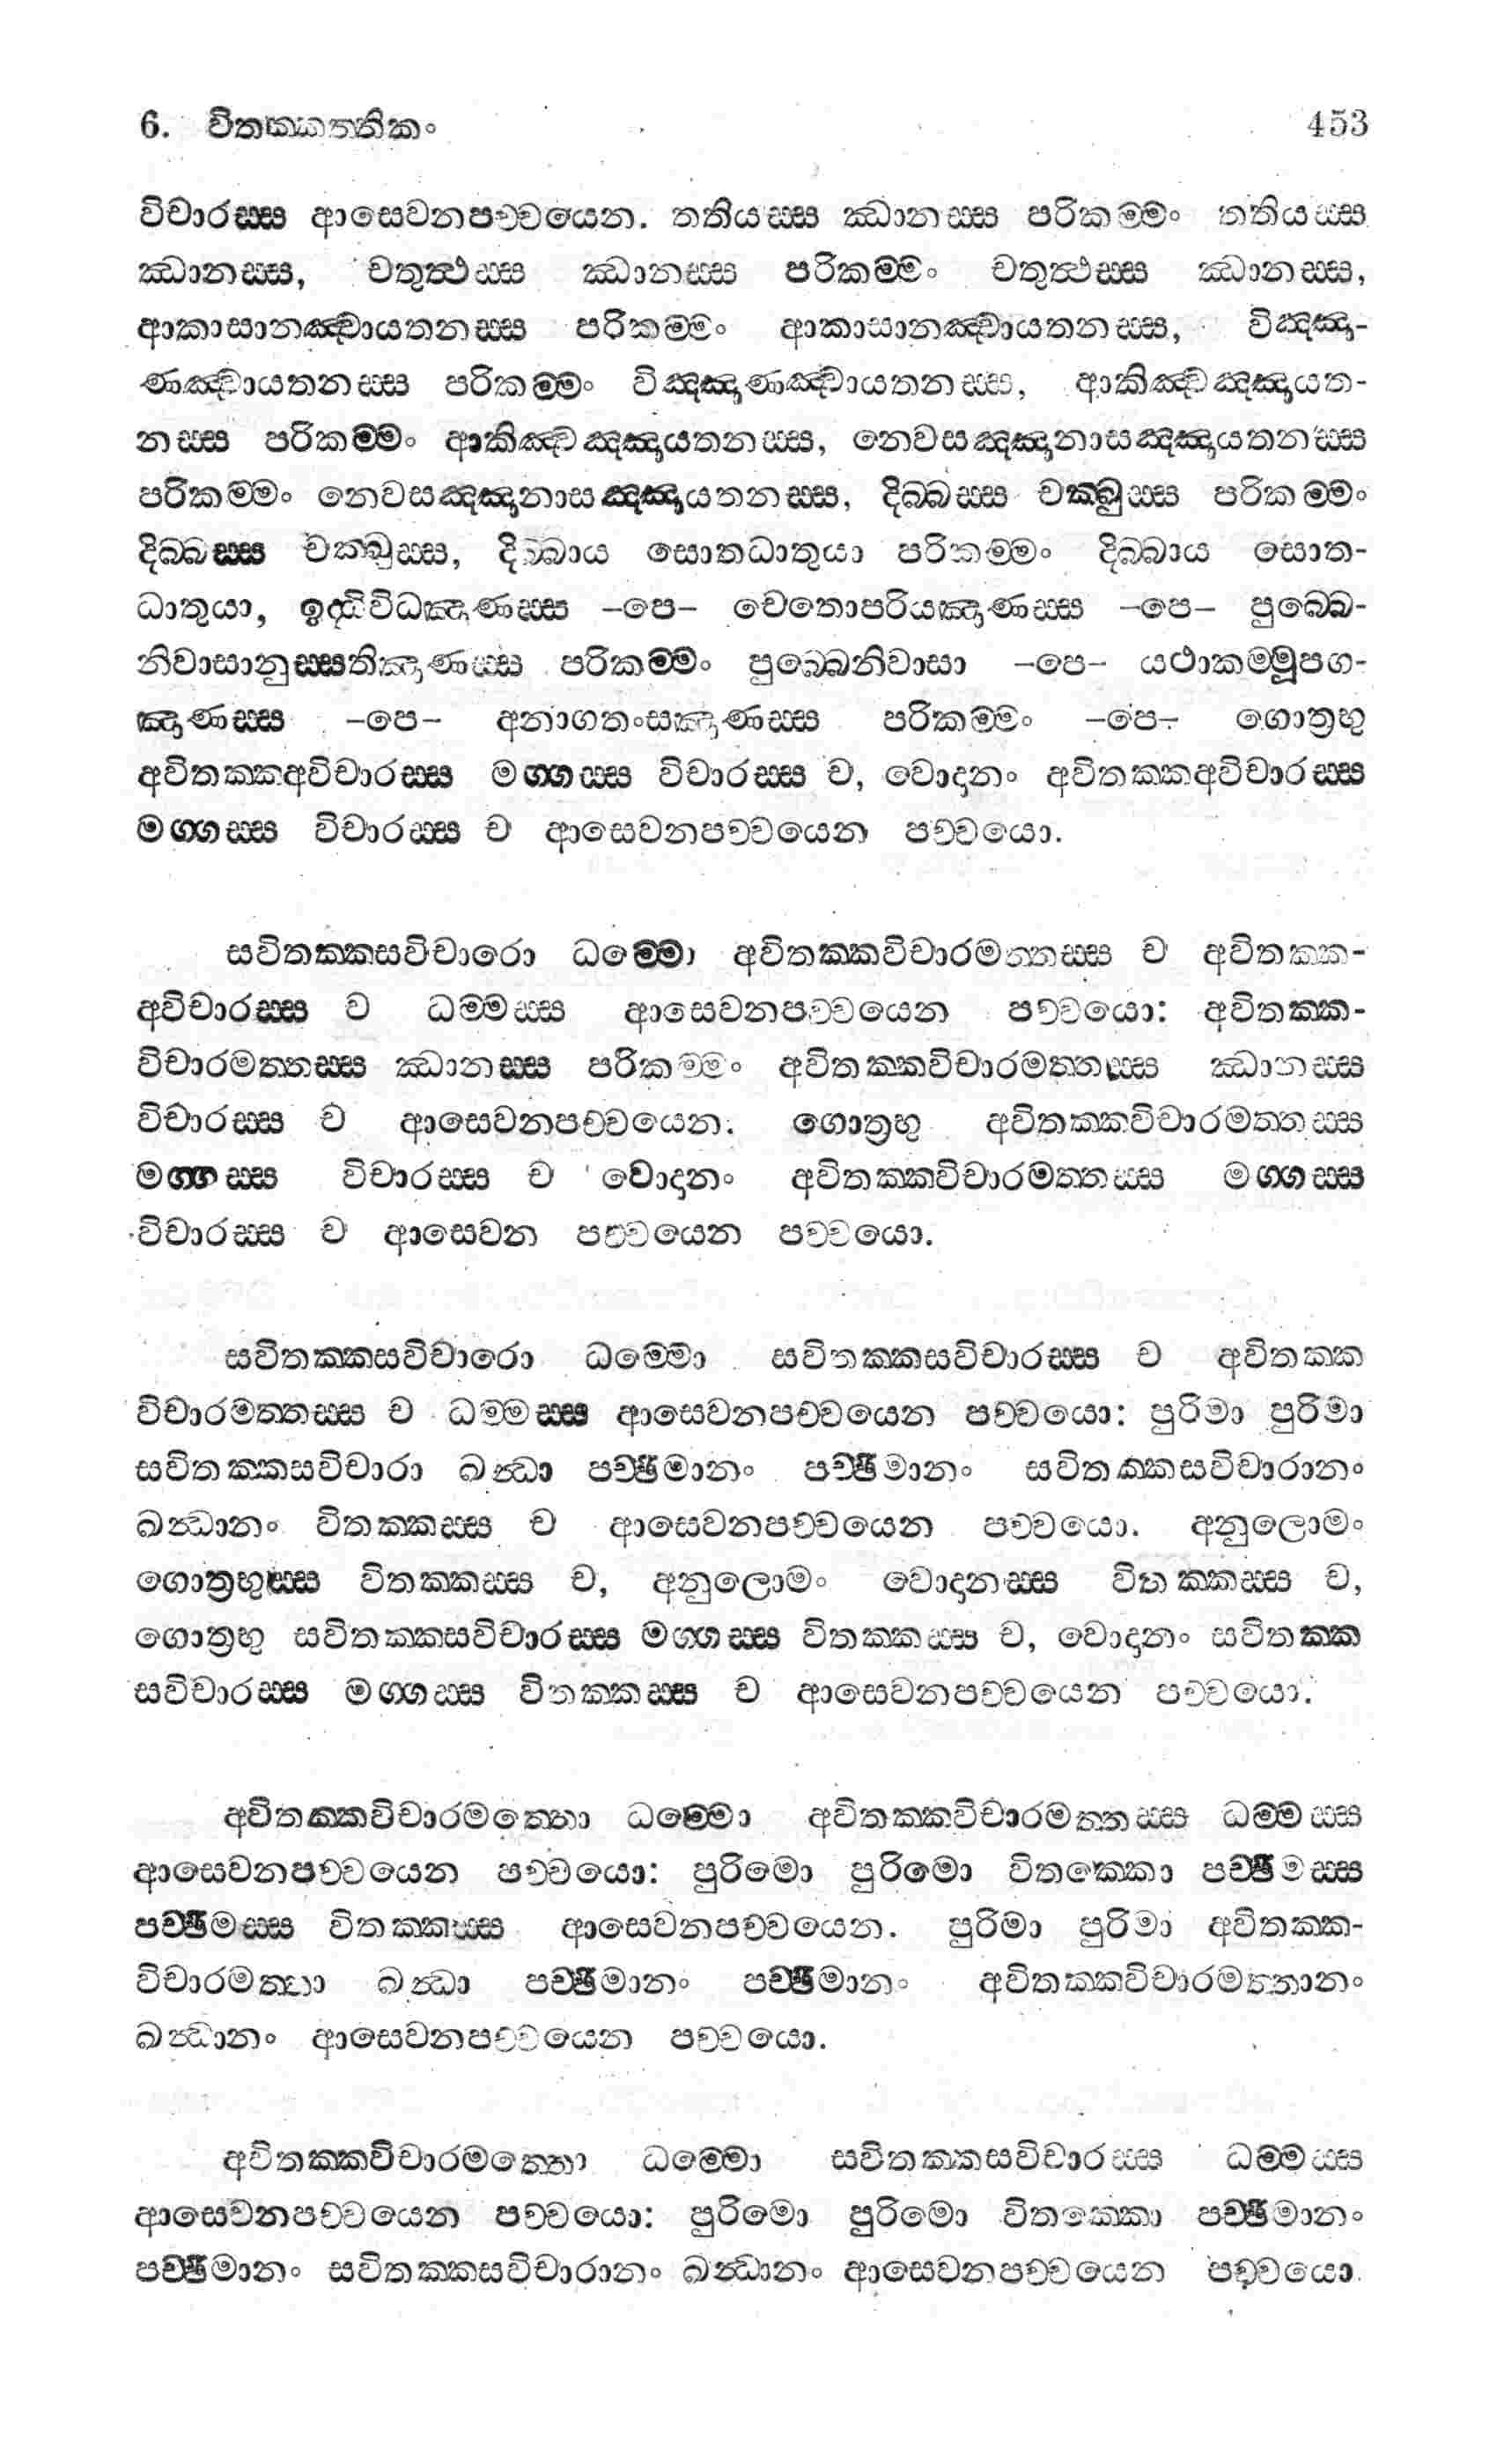 6. විතක්කත්තිකං 453
විචාරස්ස ආසෙවනපච්චයෙන. තතියස්ස ඣානස්ස පරිකම්මං තතියස්ස
ඣානස්ස, චතුත්ථස්ස ඣානස්ස පරිකම්මං චතුත්ථස්ස ඣානස්ස,
ආකාසානඤ්චායතනස්ස පරිකම්මං ආකාසානඤ්චායතනස්ස, විඤ්ඤා-
ණඤ්චායතනස්ස පරිකම්මං විඤ්ඤාණඤ්චායතනස්ස, ආකිඤ්චඤ්ඤායත-
නස්ස පරිකම්මං ආකිඤ්චඤ්ඤායතනස්ස, නෙවසඤ්ඤානාසඤ්ඤායතනස්ස
පරිකම්මං නෙවසඤ්ඤානාසඤ්ඤායතනස්ස, දිබ්බස්ස චක්ඛුස්ස පරිකම්මං
දිබ්බස්ස චක්ඛුස්ස, දිබ්බාය සොතධාතුයා පරිකම්මං දිබ්බාය සොත-
ධාතුයා, ඉද්ධිවිධඤාණස්ස -පෙ- චෙතොපරියඤාණස්ස -පෙ- පුබ්බෙ-
නිවාසානුස්සතිඤාණස්ස පරිකම්මං පුබ්බෙනිවාසා -පෙ- යථාකම්මූපග-
ඤාණස්ස -පෙ- අනාගතංසඤාණස්ස පරිකම්මං -පෙ- ගොත්‍රභු
අවිතක්කඅවිචාරස්ස මග්ගස්ස විචාරස්ස ච, වොදානං අවිතක්කඅවිචාරස්ස
මග්ගස්ස විචාරස්ස ච ආසෙවනපච්චයෙන පච්චයො.
සවිතක්කසවිචාරො ධම්මො අවිතක්කවිචාරමත්තස්ස ච අවිතක්ක-
අවිචාරස්ස ච ධම්මස්ස ආසෙවනපච්චයෙන පච්චයො: අවිතක්ක-
විචාරමත්තස්ස ඣානස්ස පරිකම්මං අවිතක්කවිචාරමත්තස්ස ඣානස්ස
විචාරස්ස ච ආසෙවනපච්චයෙන. ගොත්‍රභු අවිතක්කවිචාරමත්තස්ස
මග්ගස්ස විචාරස්ස ච වොදානං අවිතක්කවිචාරමත්තස්ස මග්ගස්ස
විචාරස්ස ච ආසෙවන පච්චයෙන පච්චයො.
සවිතක්කසවිචාරො ධම්මො සවිතක්කසවිචාරස්ස ච අවිතක්ක
විචාරමත්තස්ස ච ධම්මස්ස ආසෙවනපච්චයෙන පච්චයො: පුරිමා පුරිමා
සවිතක්කසවිචාරා ඛන්ධා පච්ඡිමානං පච්ඡිමානං සවිතක්කසවිචාරානං
ඛන්ධානං විතක්කස්ස ච ආසෙවනපච්චයෙන පච්චයො. අනුලොමං
ගොත්‍රභුස්ස විතක්කස්ස ච, අනුලොමං වොදානස්ස විතක්කස්ස ච,
ගොත්‍රභු සවිතක්කසවිචාරස්ස මග්ගස්ස විතක්කස්ස ච, වොදානං සවිතක්ක
සවිචාරස්ස මග්ගස්ස විතක්කස්ස ච ආසෙවනපච්චයෙන පච්චයො.
අවිතක්කවිචාරමත්තො ධම්මො අවිතක්කවිචාරමත්තස්ස ධම්මස්ස
ආසෙවනපච්චයෙන පච්චයො: පුරිමො පුරිමො විතක්කො පච්ඡිමස්ස
පච්ඡිමස්ස විතක්කස්ස ආසෙවනපච්චයෙන. පුරිමා පුරිමා අවිතක්ක-
විචාරමත්තා ඛන්ධා පච්ඡිමානං පච්ඡිමානං අවිතක්කවිචාරමත්තානං
ඛන්ධානං ආසෙවනපච්චයෙන පච්චයො.
අවිතක්කවිචාරමත්තො ධම්මො සවිතක්කසවිචාරස්ස ධම්මස්ස
ආසෙවනපච්චයෙන පච්චයො: පුරිමො පුරිමො විතක්කො පච්ඡිමානං
පච්ඡිමානං සවිතක්කසවිචාරානං ඛන්ධානං ආසෙවනපච්චයෙන පච්චයො.